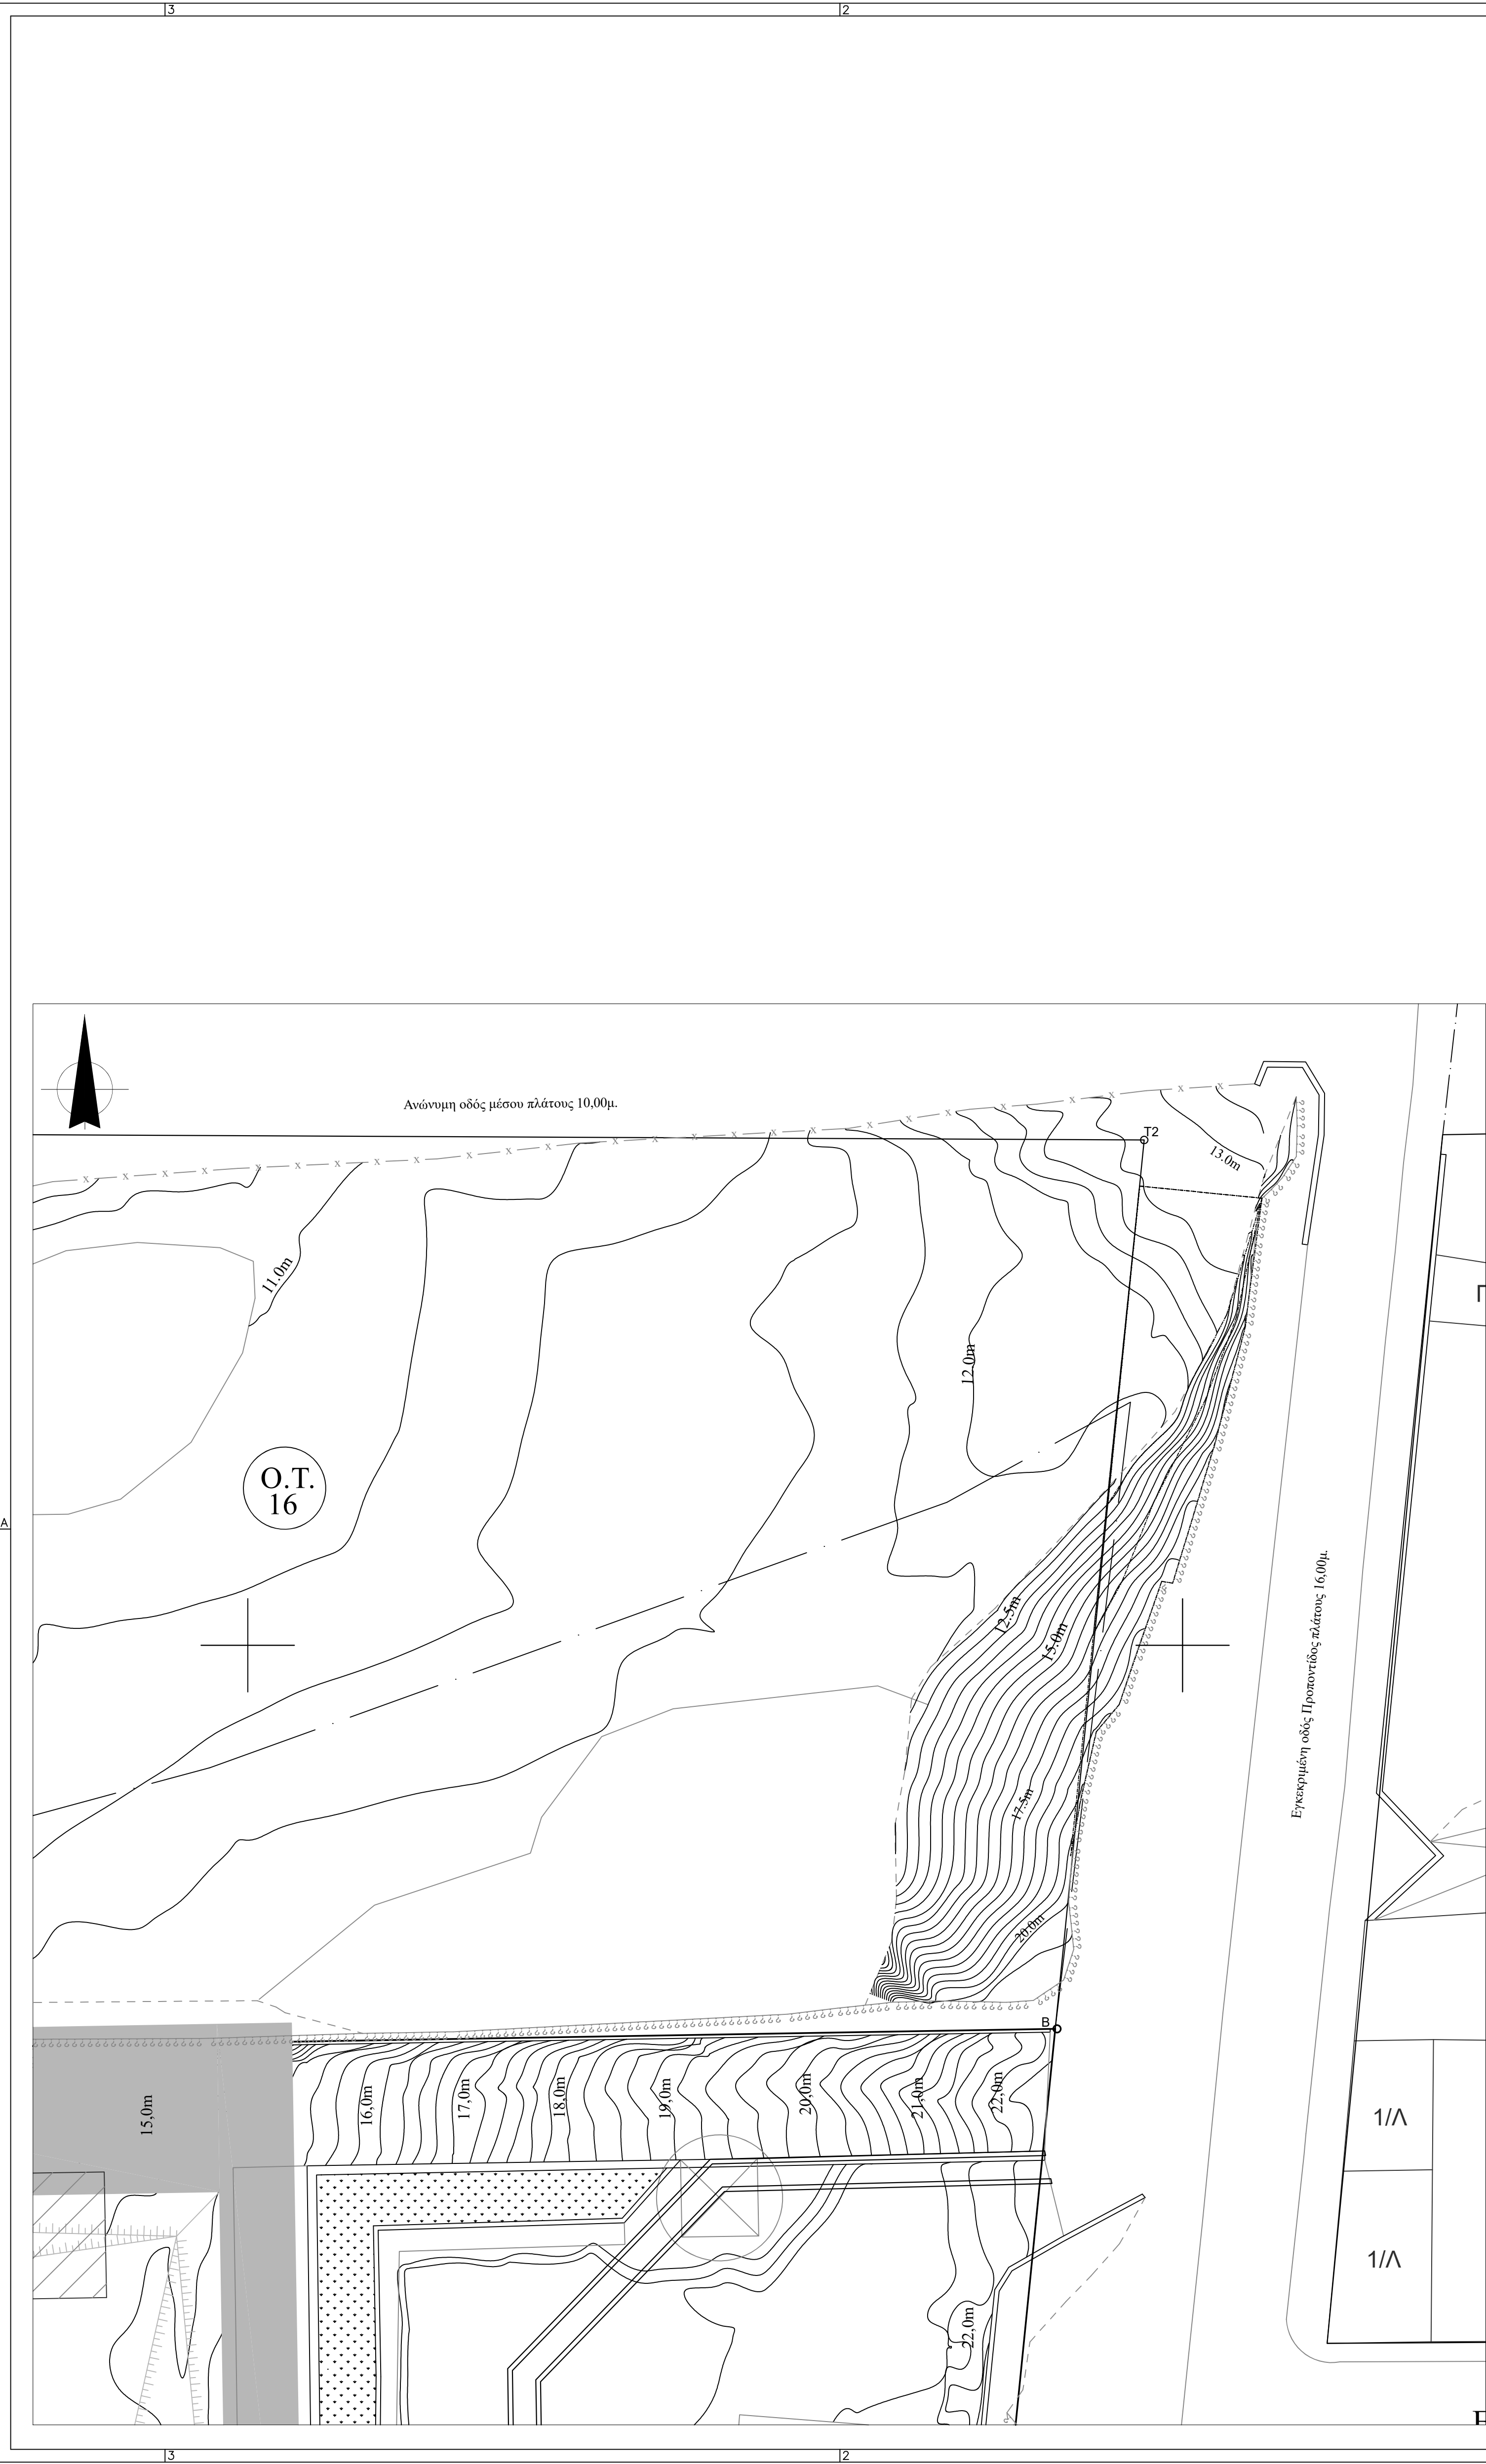 3
2
Ανώνυμη οδός μέσου πλάτους 10,00μ.
T2
13.0m
11.0m
12.0m
Ο.Τ.
16
A
12.5m
15.0m
Εγκεκριμένη οδός Προποντίδος πλάτους 16,00μ.
17.5m
20.0m
B
15,0m
16,0m
17,0m
18,0m
19,0m
20,0m
21,0m
22,0m
1/Λ
1/Λ
22,0m
3
2